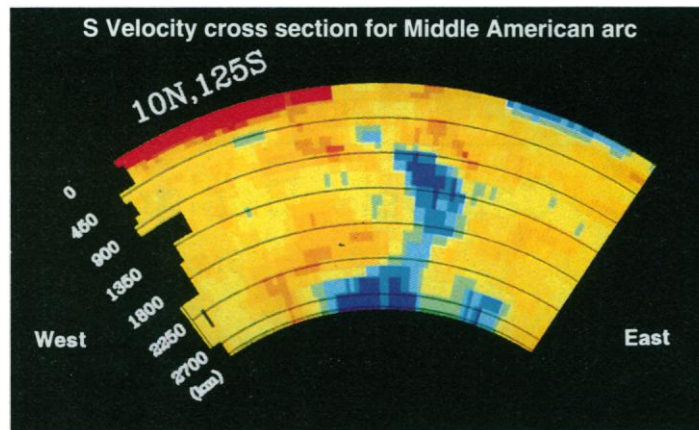 S Velocity cross section for Middle American arc
10N,125S
0
450
900
1350
1800
2250
2700
(km)
West
East